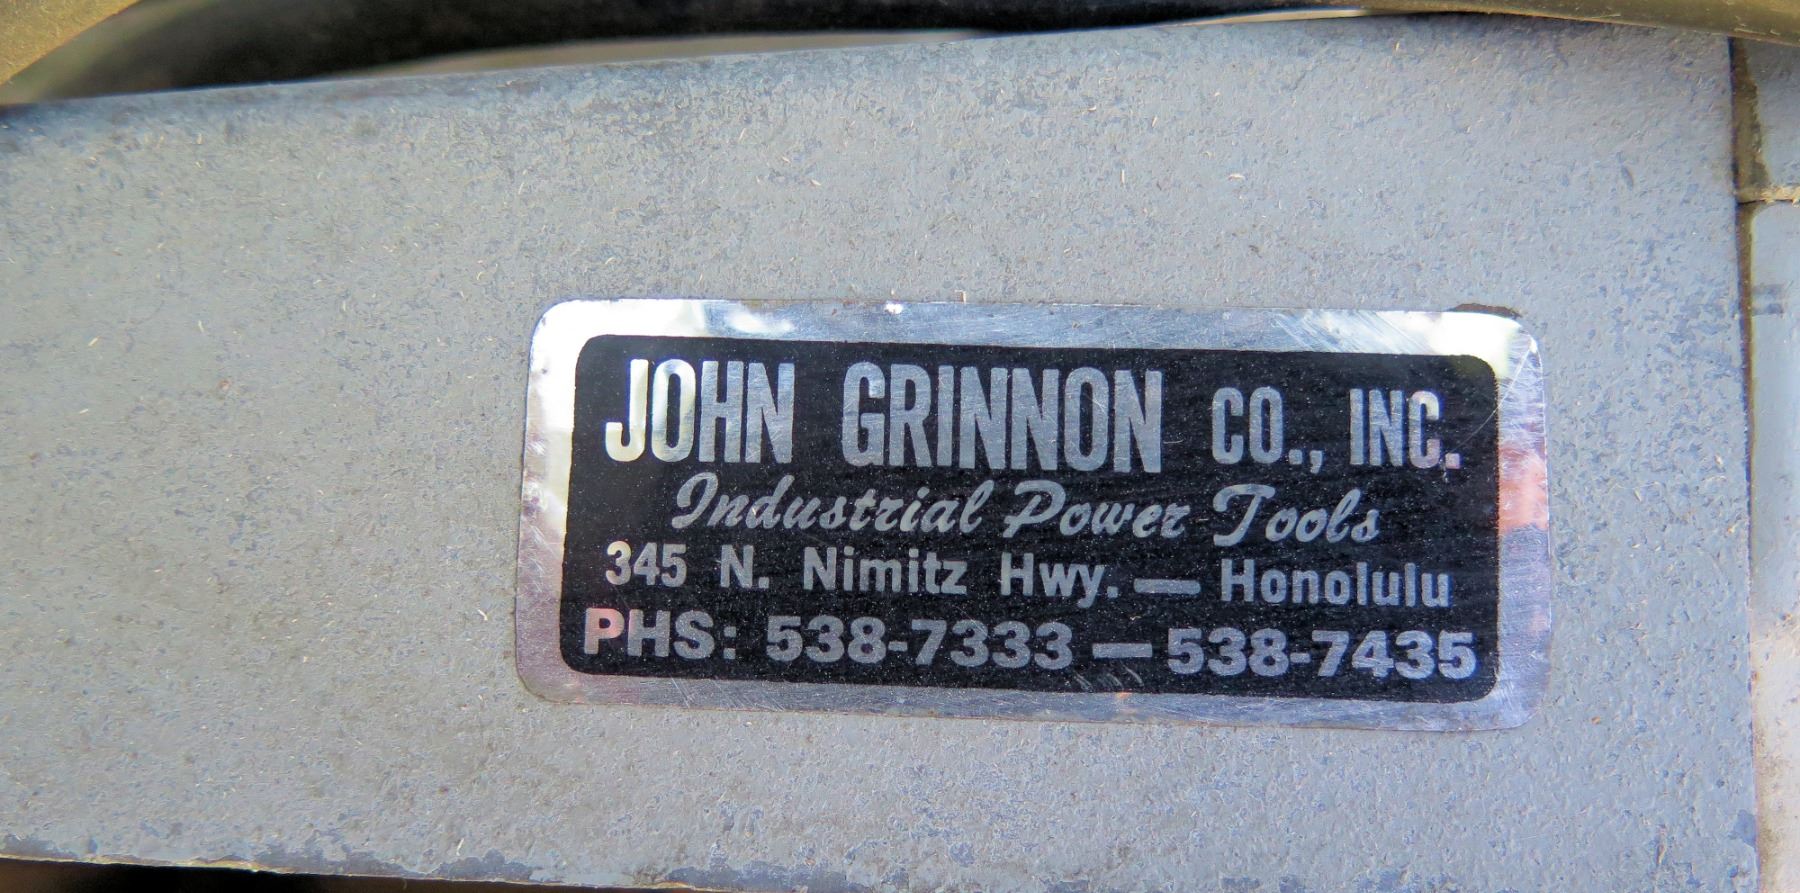 JOHN GRINNON CO., INC.
Industrial Power Tools
345 N. Nimitz Hwy. — Honolulu
PHS: 538-7333 — 538-7435